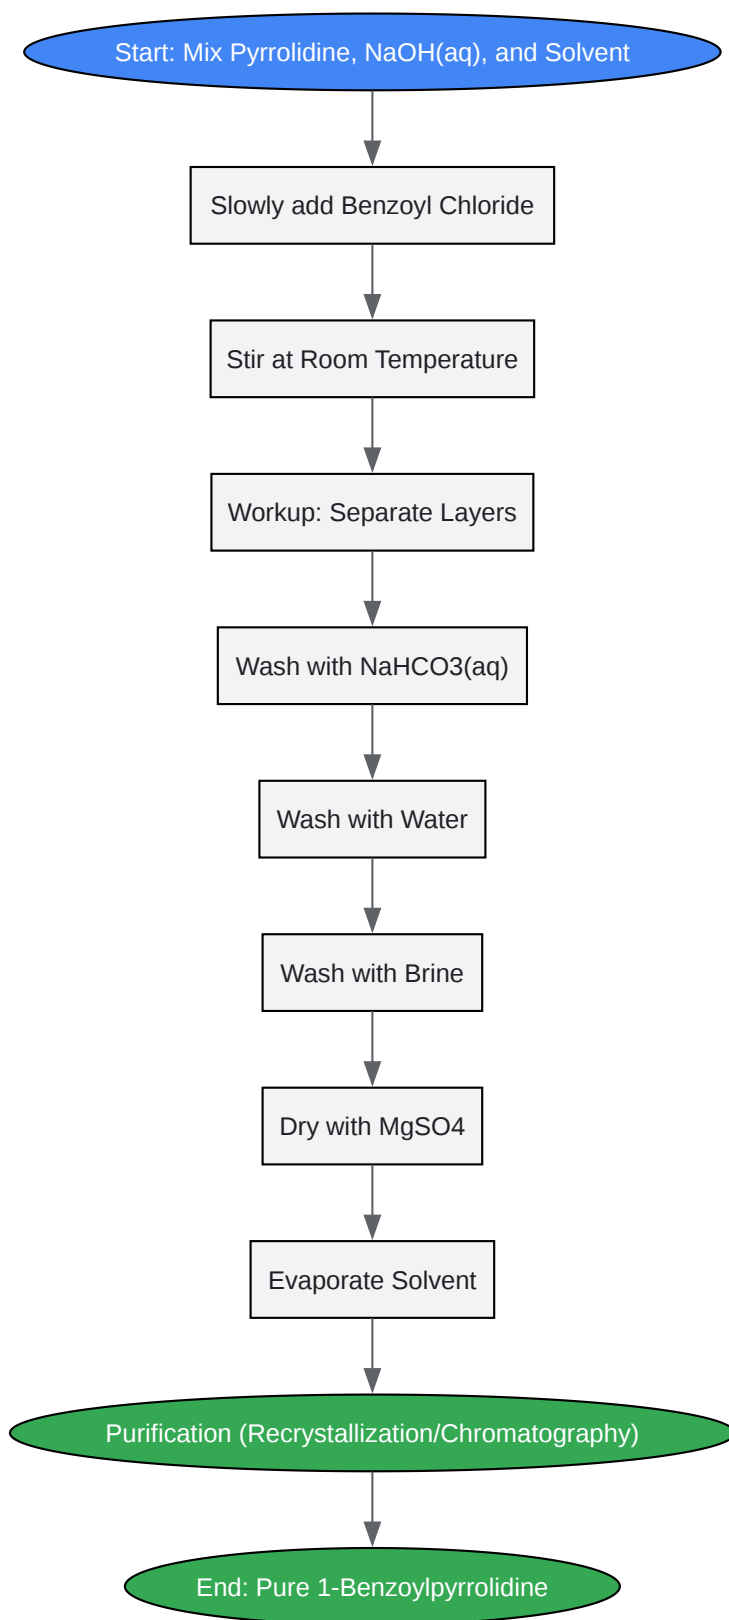 Start: Mix Pyrrolidine, NaOH(aq), and Solvent
Slowly add Benzoyl Chloride
Stir at Room Temperature
Workup: Separate Layers
Wash with NaHCO3(aq)
Wash with Water
Wash with Brine
Dry with MgSO4
Evaporate Solvent
Purification (Recrystallization/Chromatography)
End: Pure 1-Benzoylpyrrolidine